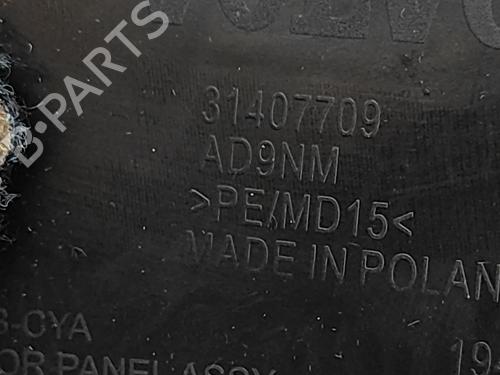 31407709
AD9NM
>PE/MD15<
MADE IN POLAN
-CYA
OR PANEL ASSY
19
B-PARTS